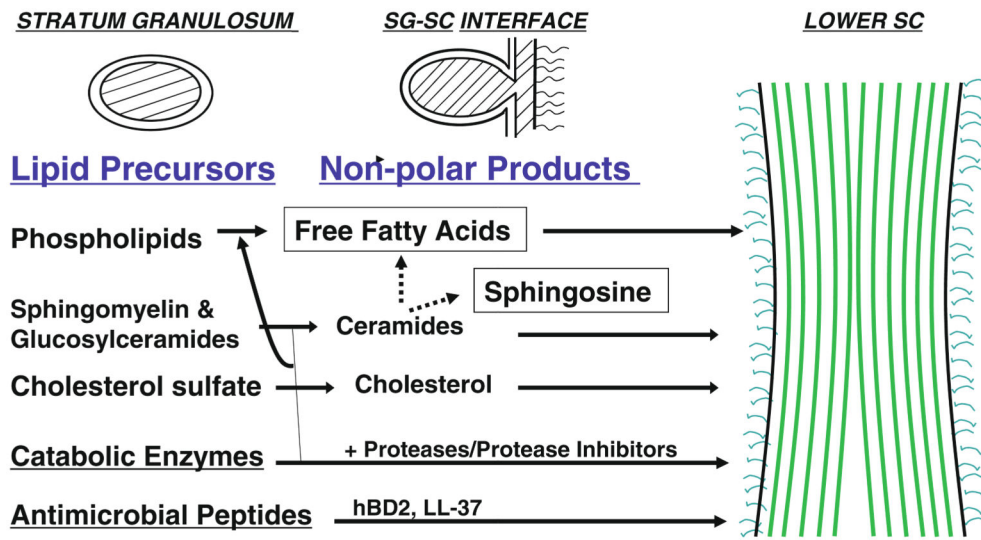 STRATUM GRANULOSUM
SG-SC INTERFACE
LOWER SC
Lipid Precursors
Non-polar Products
Phospholipids
Free Fatty Acids
Sphingosine
Sphingomyelin &
Glucosylceramides
Ceramides
Cholesterol sulfate
Cholesterol
Catabolic Enzymes
+ Proteases/Protease Inhibitors
Antimicrobial Peptides
hBD2, LL-37